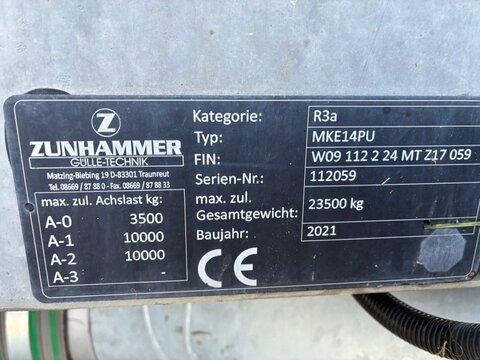 Z
ZUNHAMMER
GÜLLE-TECHNIK
Matzing-Biebing 19 D-83301 Traunreut
Tel. 08669 / 87 88 0 - Fax. 08669 / 87 88 33
max. zul. Achslast kg:
A-0 3500
A-1 10000
A-2 10000
A-3 -
Kategorie: R3a
Typ: MKE14PU
FIN: W09 112 2 24 MT Z17 059
Serien-Nr.: 112059
max. zul.
Gesamtgewicht: 23500 kg
Baujahr: 2021
CE